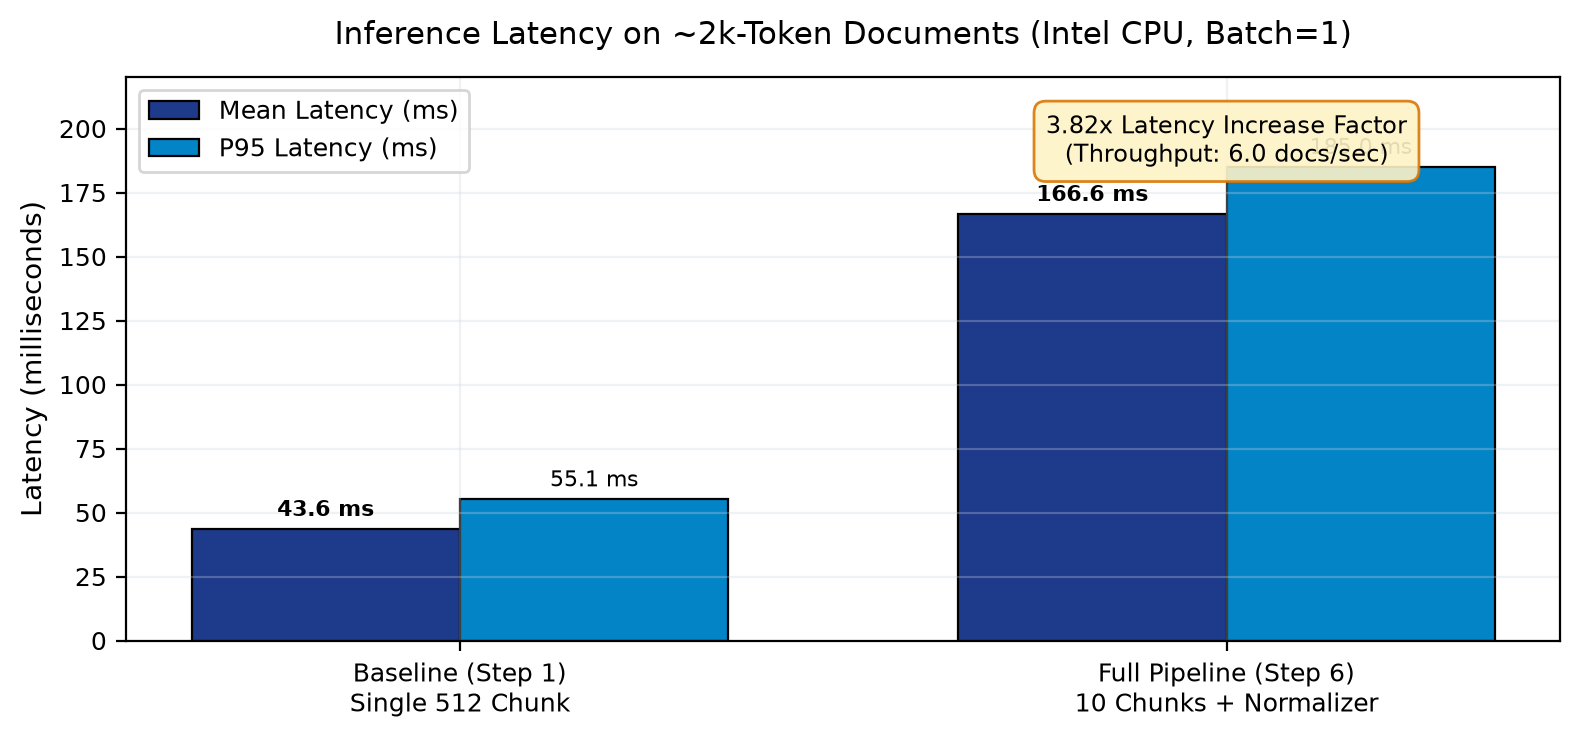 Inference Latency on ~2k-Token Documents (Intel CPU, Batch=1)
Mean Latency (ms)
P95 Latency (ms)
3.82x Latency Increase Factor
(Throughput: 6.0 docs/sec)
185.0 ms
166.6 ms
55.1 ms
43.6 ms
Latency (milliseconds)
200
175
150
125
100
75
50
25
0
Baseline (Step 1)
Single 512 Chunk
Full Pipeline (Step 6)
10 Chunks + Normalizer